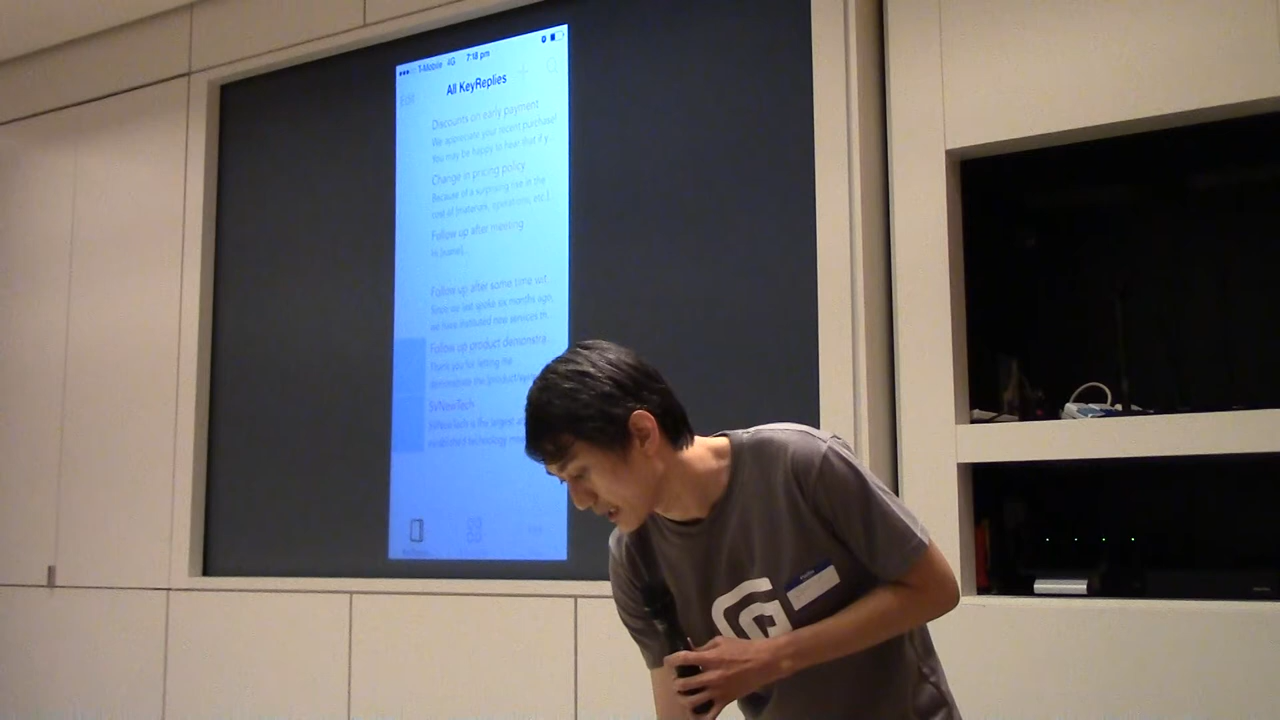 T-Mobile 4G 7:18 pm
Edit All KeyReplies +
Discounts on early payment
We appreciate your recent purchase!
You may be happy to hear that if y...
Change in pricing policy
Because of a surprising rise in the
cost of [materials, operations, etc.]
Follow up after meeting
Hi [name],
Follow up after some time wit...
Since we last spoke six months ago,
we have instituted new services th...
Follow up product demonstra...
Thank you for letting me
demonstrate the [product/
SVNewTech
SVNewTech is the largest
established technology